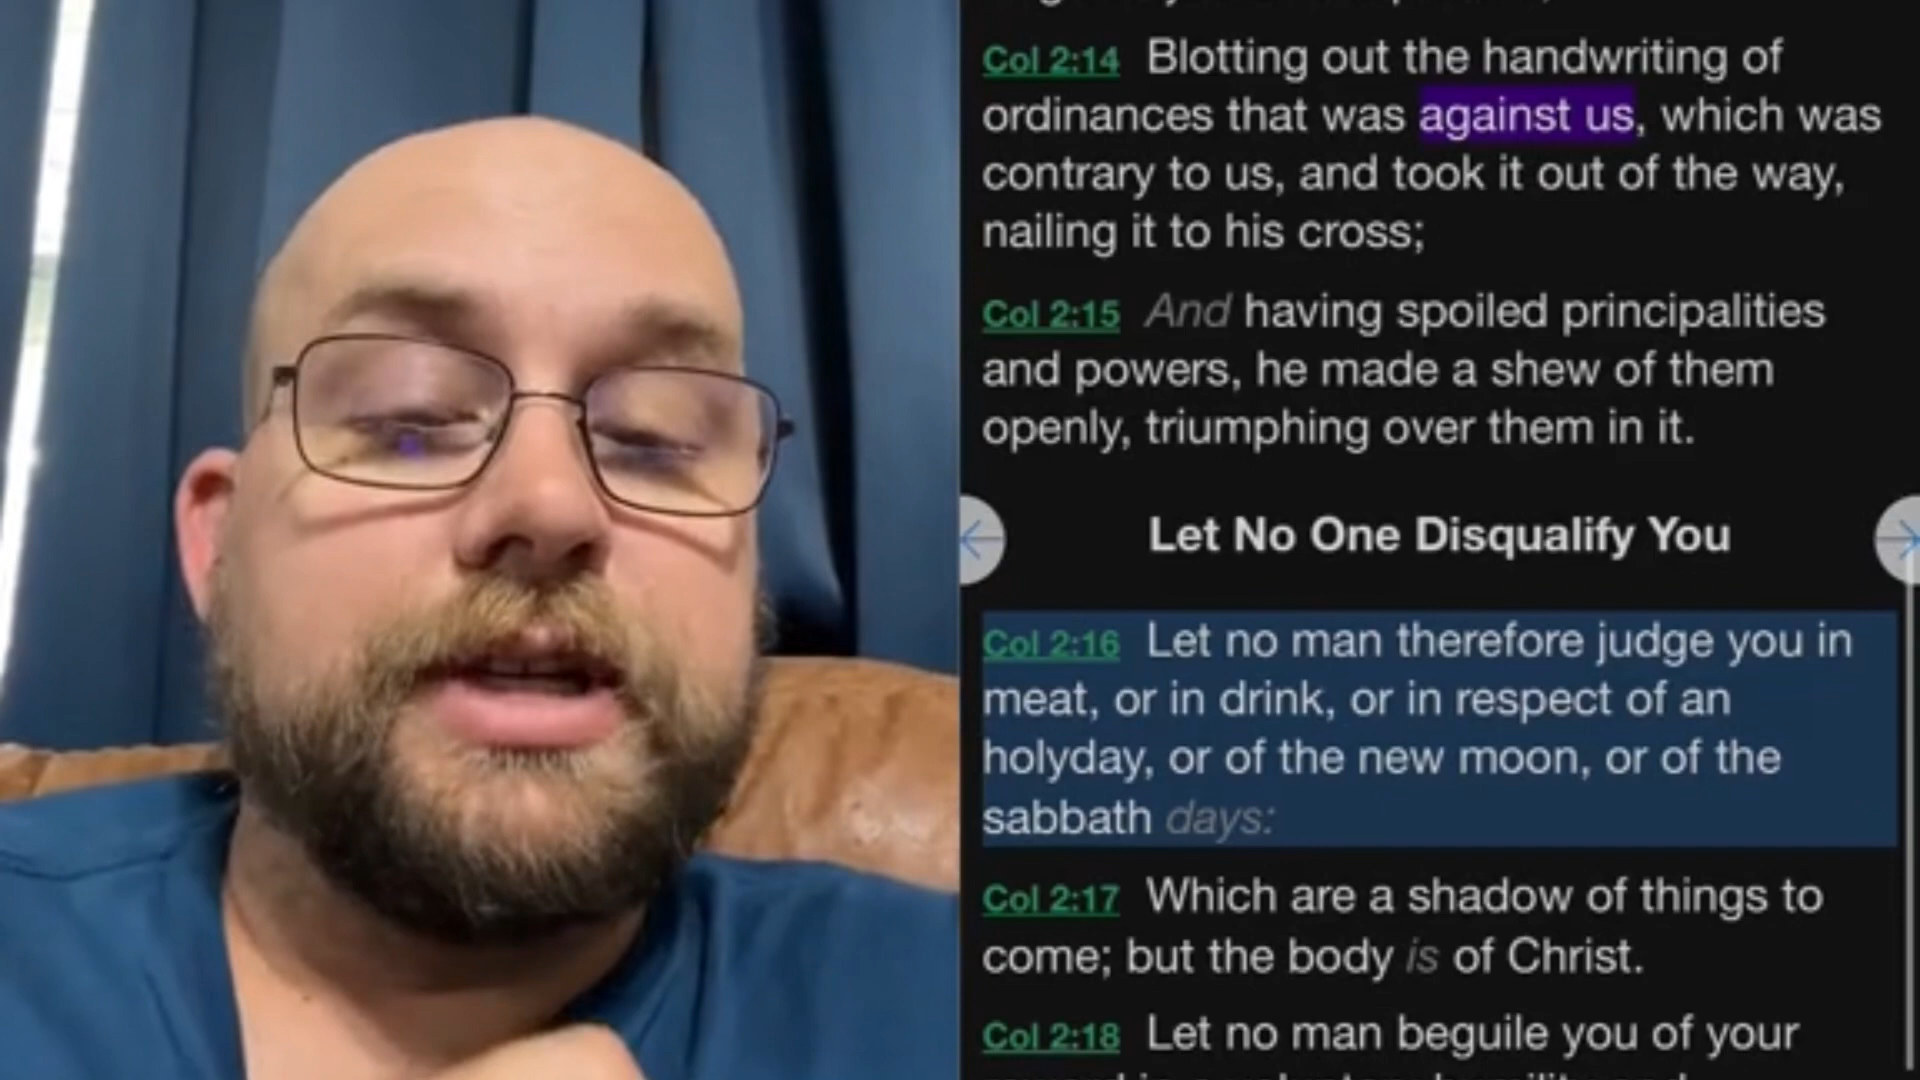 Col 2:14 Blotting out the handwriting of
ordinances that was against us, which was
contrary to us, and took it out of the way,
nailing it to his cross;
Col 2:15 And having spoiled principalities
and powers, he made a shew of them
openly, triumphing over them in it.
Let No One Disqualify You
Col 2:16 Let no man therefore judge you in
meat, or in drink, or in respect of an
holyday, or of the new moon, or of the
sabbath days:
Col 2:17 Which are a shadow of things to
come; but the body is of Christ.
Col 2:18 Let no man beguile you of your